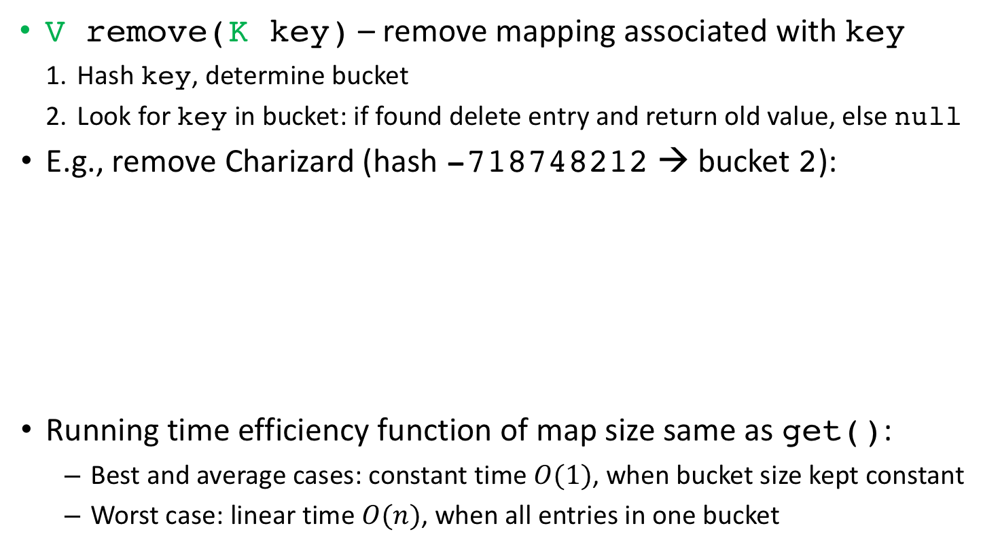 • V remove(K key) – remove mapping associated with key
1. Hash key, determine bucket
2. Look for key in bucket: if found delete entry and return old value, else null
• E.g., remove Charizard (hash –718748212 → bucket 2):
• Running time efficiency function of map size same as get():
– Best and average cases: constant time O(1), when bucket size kept constant
– Worst case: linear time O(n), when all entries in one bucket